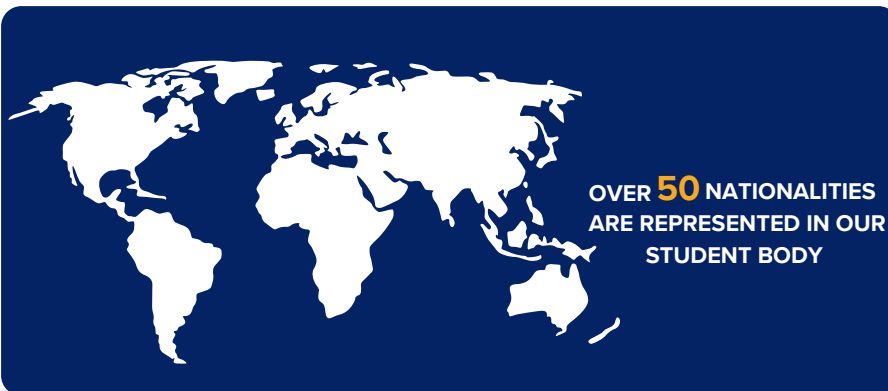 OVER 50 NATIONALITIES
ARE REPRESENTED IN OUR
STUDENT BODY